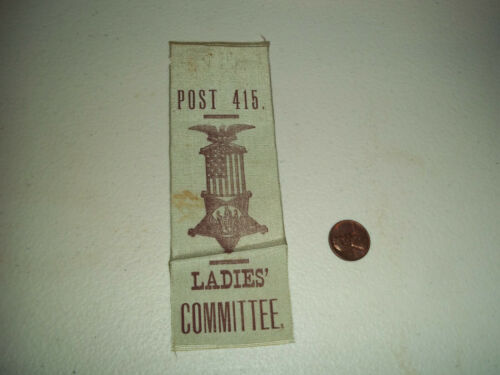 POST 415.
LADIES'
COMMITTEE.